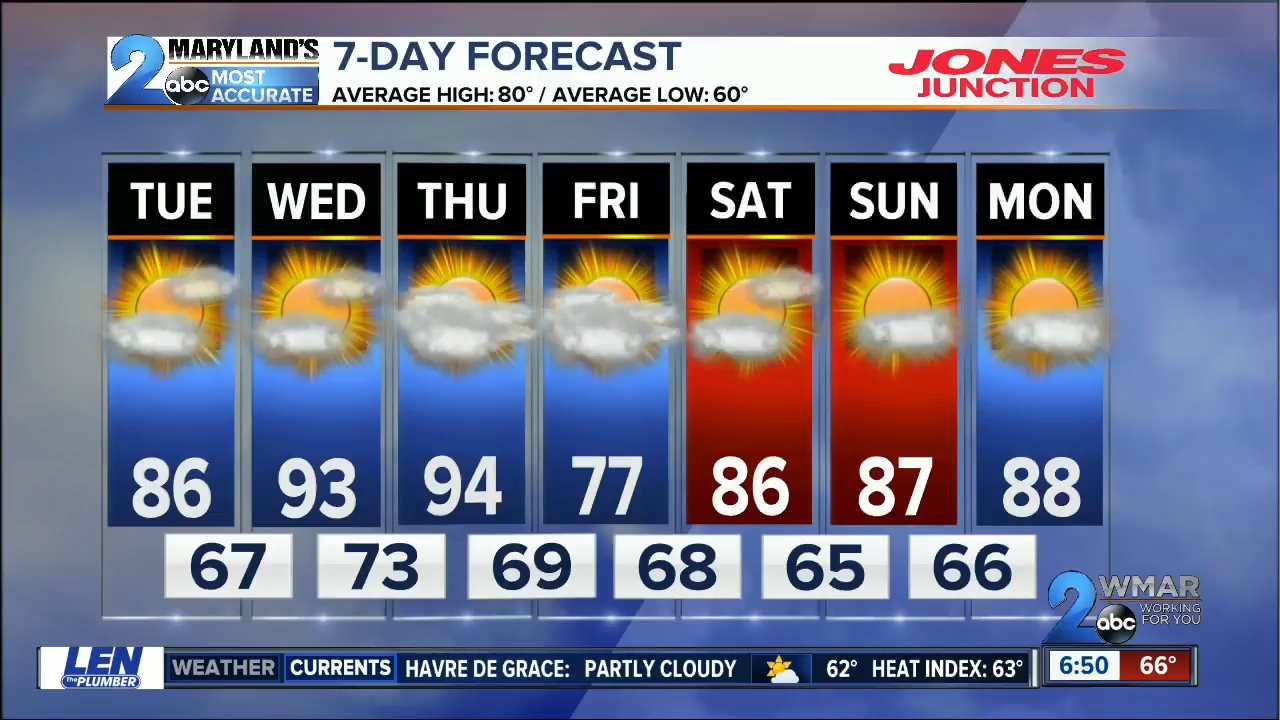 2 MARYLAND'S
abc MOST
ACCURATE
7-DAY FORECAST
AVERAGE HIGH: 80° / AVERAGE LOW: 60°
JONES
JUNCTION
TUE WED THU FRI SAT SUN MON
86 93 94 77 86 87 88
67 73 69 68 65 66
2 WMAR
abc WORKING
FOR YOU
LEN
The PLUMBER
WEATHER CURRENTS HAVRE DE GRACE: PARTLY CLOUDY 62° HEAT INDEX: 63°
6:50 66°